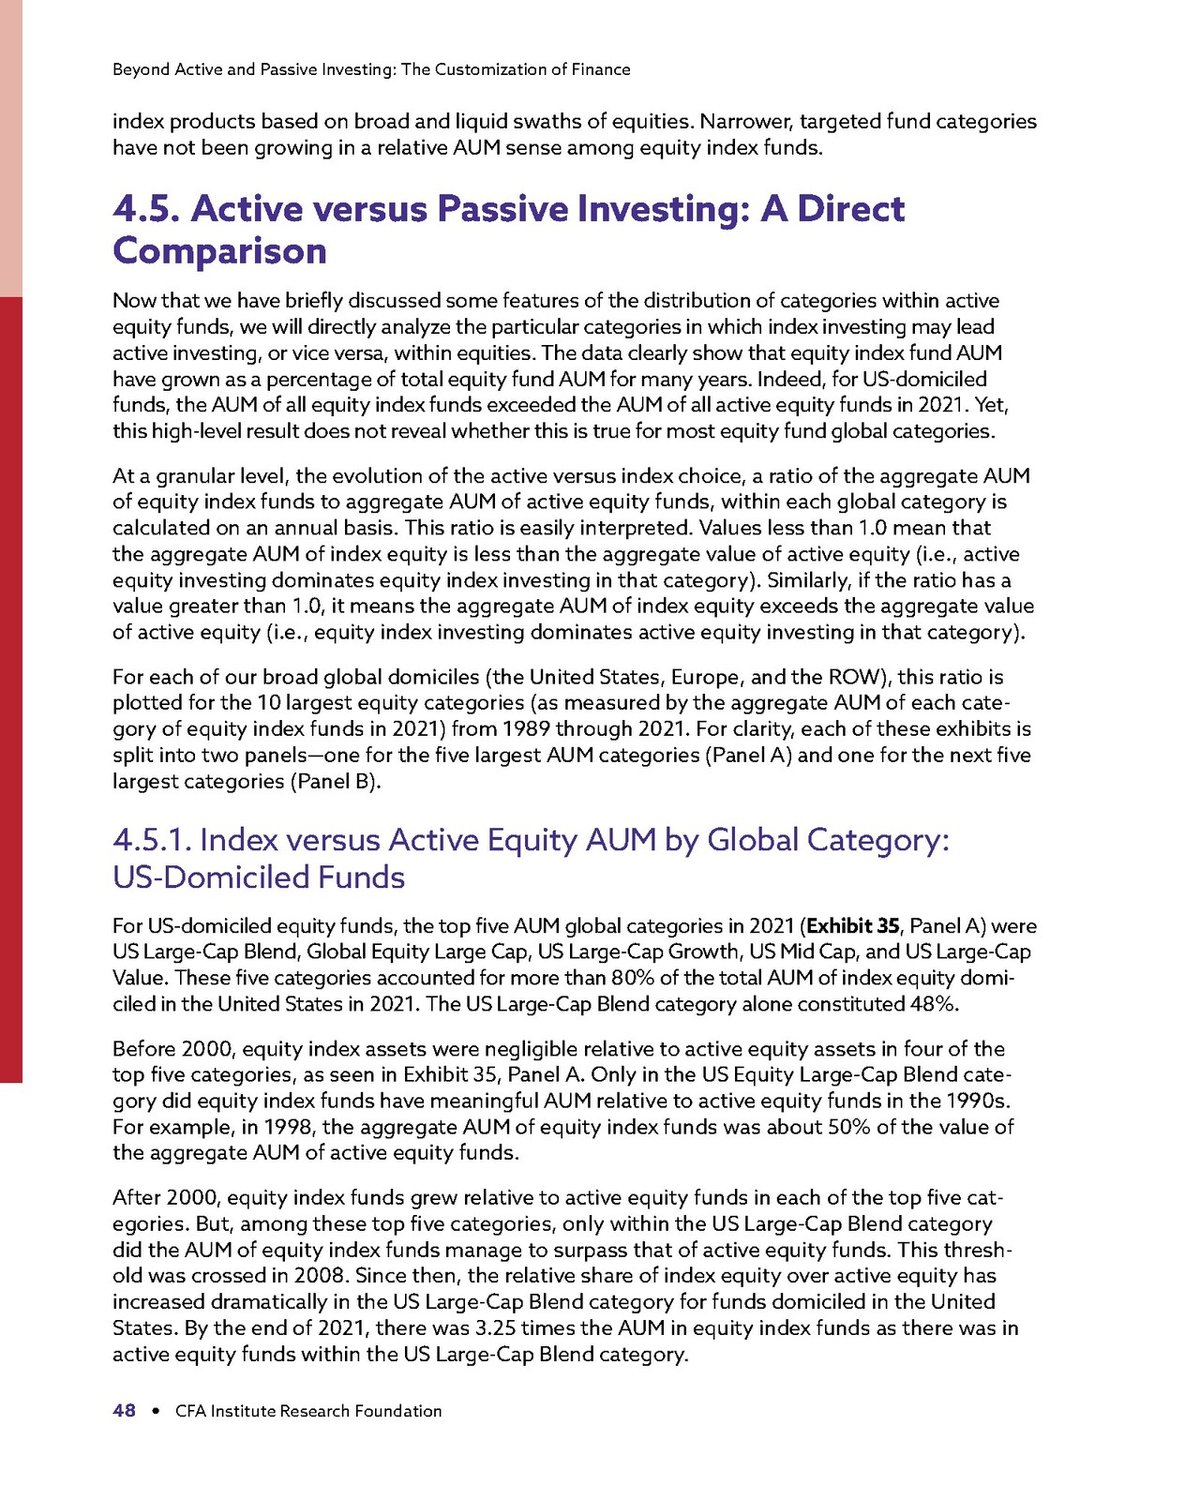 Beyond Active and Passive Investing: The Customization of Finance
index products based on broad and liquid swaths of equities. Narrower, targeted fund categories
have not been growing in a relative AUM sense among equity index funds.
4.5. Active versus Passive Investing: A Direct
Comparison
Now that we have briefly discussed some features of the distribution of categories within active
equity funds, we will directly analyze the particular categories in which index investing may lead
active investing, or vice versa, within equities. The data clearly show that equity index fund AUM
have grown as a percentage of total equity fund AUM for many years. Indeed, for US-domiciled
funds, the AUM of all equity index funds exceeded the AUM of all active equity funds in 2021. Yet,
this high-level result does not reveal whether this is true for most equity fund global categories.
At a granular level, the evolution of the active versus index choice, a ratio of the aggregate AUM
of equity index funds to aggregate AUM of active equity funds, within each global category is
calculated on an annual basis. This ratio is easily interpreted. Values less than 1.0 mean that
the aggregate AUM of index equity is less than the aggregate value of active equity (i.e., active
equity investing dominates equity index investing in that category). Similarly, if the ratio has a
value greater than 1.0, it means the aggregate AUM of index equity exceeds the aggregate value
of active equity (i.e., equity index investing dominates active equity investing in that category).
For each of our broad global domiciles (the United States, Europe, and the ROW), this ratio is
plotted for the 10 largest equity categories (as measured by the aggregate AUM of each cate-
gory of equity index funds in 2021) from 1989 through 2021. For clarity, each of these exhibits is
split into two panels—one for the five largest AUM categories (Panel A) and one for the next five
largest categories (Panel B).
4.5.1. Index versus Active Equity AUM by Global Category:
US-Domiciled Funds
For US-domiciled equity funds, the top five AUM global categories in 2021 (Exhibit 35, Panel A) were
US Large-Cap Blend, Global Equity Large Cap, US Large-Cap Growth, US Mid Cap, and US Large-Cap
Value. These five categories accounted for more than 80% of the total AUM of index equity domi-
ciled in the United States in 2021. The US Large-Cap Blend category alone constituted 48%.
Before 2000, equity index assets were negligible relative to active equity assets in four of the
top five categories, as seen in Exhibit 35, Panel A. Only in the US Equity Large-Cap Blend cate-
gory did equity index funds have meaningful AUM relative to active equity funds in the 1990s.
For example, in 1998, the aggregate AUM of equity index funds was about 50% of the value of
the aggregate AUM of active equity funds.
After 2000, equity index funds grew relative to active equity funds in each of the top five cat-
egories. But, among these top five categories, only within the US Large-Cap Blend category
did the AUM of equity index funds manage to surpass that of active equity funds. This thresh-
old was crossed in 2008. Since then, the relative share of index equity over active equity has
increased dramatically in the US Large-Cap Blend category for funds domiciled in the United
States. By the end of 2021, there was 3.25 times the AUM in equity index funds as there was in
active equity funds within the US Large-Cap Blend category.
48 • CFA Institute Research Foundation